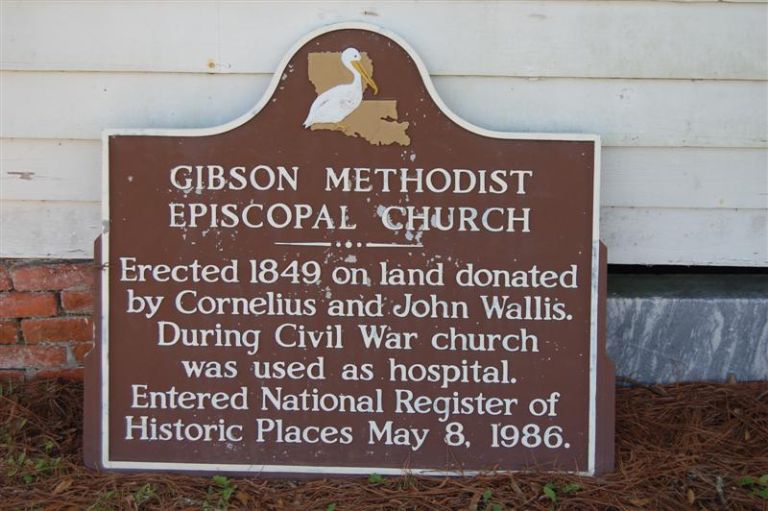 GIBSON METHODIST
EPISCOPAL CHURCH
Erected 1849 on land donated
by Cornelius and John Wallis.
During Civil War church
was used as hospital.
Entered National Register of
Historic Places May 8, 1986.